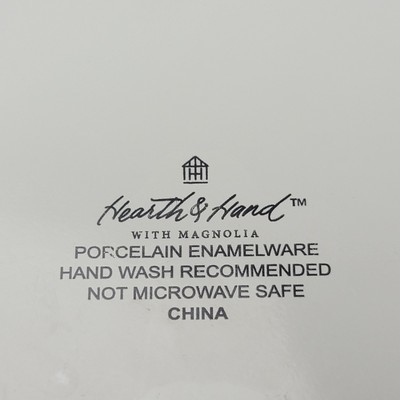 Hearth & Hand™
WITH MAGNOLIA
PORCELAIN ENAMELWARE
HAND WASH RECOMMENDED
NOT MICROWAVE SAFE
CHINA